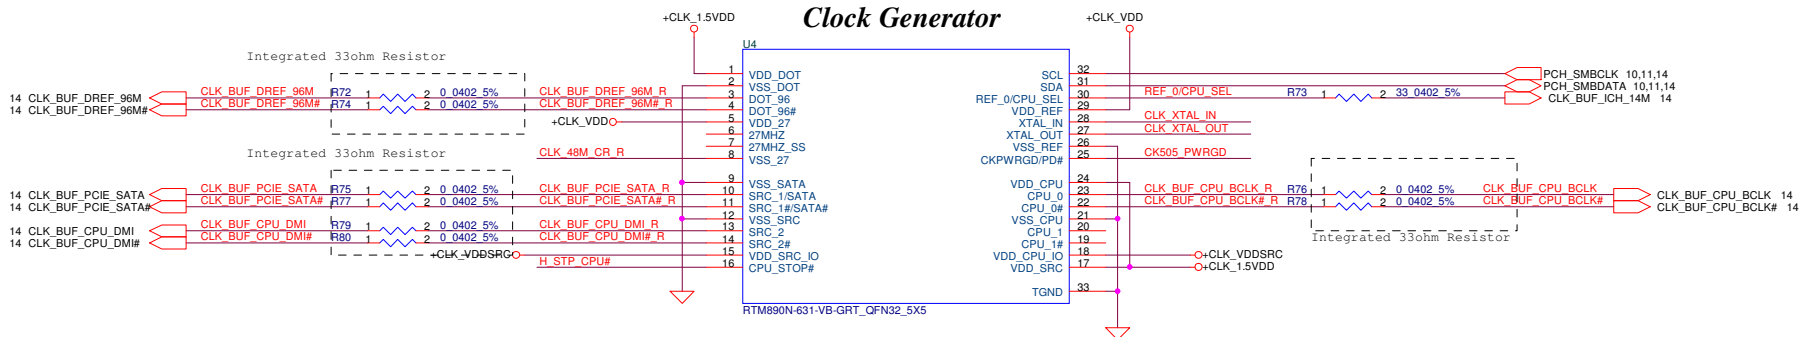 Clock Generator
+CLK_1.5VDD
+CLK_VDD
U4
Integrated 33ohm Resistor
1 VDD_DOT
2 VSS_DOT
3 DOT_96
4 DOT_96#
5 VDD_27
6 27MHZ
7 27MHZ_SS
8 VSS_27
9 VSS_SATA
10 SRC_1/SATA
11 SRC_1#/SATA#
12 VSS_SRC
13 SRC_2
14 SRC_2#
15 VDD_SRC_IO
16 CPU_STOP#
SCL 32
SDA 31
REF_0/CPU_SEL 30
VDD_REF 29
XTAL_IN 28
XTAL_OUT 27
VSS_REF 26
CKPWRGD/PD# 25
VDD_CPU 24
CPU_0 23
CPU_0# 22
VSS_CPU 21
CPU_1 20
CPU_1# 19
VDD_CPU_IO 18
VDD_SRC 17
TGND 33
RTM890N-631-VB-GRT_QFN32_5X5
14 CLK_BUF_DREF_96M CLK_BUF_DREF_96M R72 1 2 0_0402_5% CLK_BUF_DREF_96M_R
14 CLK_BUF_DREF_96M# CLK_BUF_DREF_96M# R74 1 2 0_0402_5% CLK_BUF_DREF_96M#_R
+CLK_VDD
Integrated 33ohm Resistor
CLK_48M_CR_R
14 CLK_BUF_PCIE_SATA CLK_BUF_PCIE_SATA R75 1 2 0_0402_5% CLK_BUF_PCIE_SATA_R
14 CLK_BUF_PCIE_SATA# CLK_BUF_PCIE_SATA# R77 1 2 0_0402_5% CLK_BUF_PCIE_SATA#_R
14 CLK_BUF_CPU_DMI CLK_BUF_CPU_DMI R79 1 2 0_0402_5% CLK_BUF_CPU_DMI_R
14 CLK_BUF_CPU_DMI# CLK_BUF_CPU_DMI# R80 1 2 0_0402_5% CLK_BUF_CPU_DMI#_R
+CLK_VDDSRC
H_STP_CPU#
PCH_SMBCLK 10,11,14
PCH_SMBDATA 10,11,14
REF_0/CPU_SEL R73 1 2 33_0402_5% CLK_BUF_ICH_14M 14
CLK_XTAL_IN
CLK_XTAL_OUT
CK505_PWRGD
CLK_BUF_CPU_BCLK_R R76 1 2 0_0402_5% CLK_BUF_CPU_BCLK CLK_BUF_CPU_BCLK 14
CLK_BUF_CPU_BCLK#_R R78 1 2 0_0402_5% CLK_BUF_CPU_BCLK# CLK_BUF_CPU_BCLK# 14
Integrated 33ohm Resistor
+CLK_VDDSRC
+CLK_1.5VDD